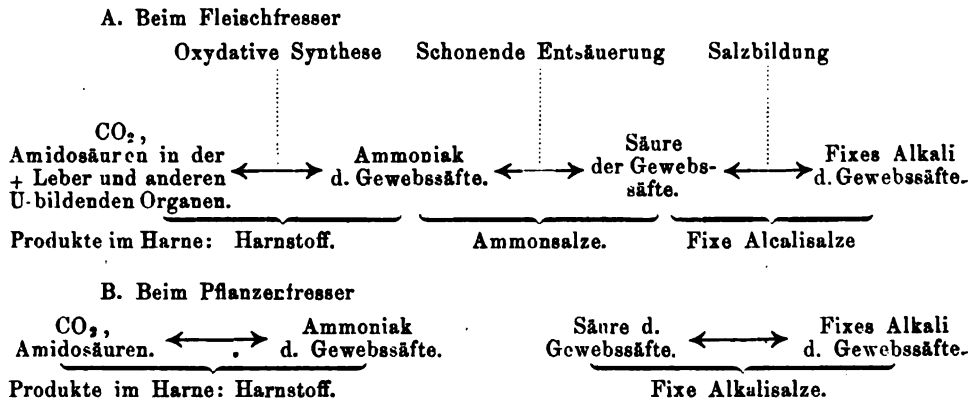 A. Beim Fleischfresser
Oxydative Synthese Schonende Entsäuerung Salzbildung
CO₂,
Amidosäuren in der
+ Leber und anderen
U-bildenden Organen.
Ammoniak
d. Gewebssäfte.
Säure
der Gewebs-
säfte.
Fixes Alkali
d. Gewebssäfte.
Produkte im Harne: Harnstoff. Ammonsalze. Fixe Alcalisalze
B. Beim Pflanzenfresser
CO₂,
Amidosäuren.
Ammoniak
d. Gewebssäfte.
Säure d.
Gewebssäfte.
Fixes Alkali
d. Gewebssäfte.
Produkte im Harne: Harnstoff. Fixe Alkalisalze.